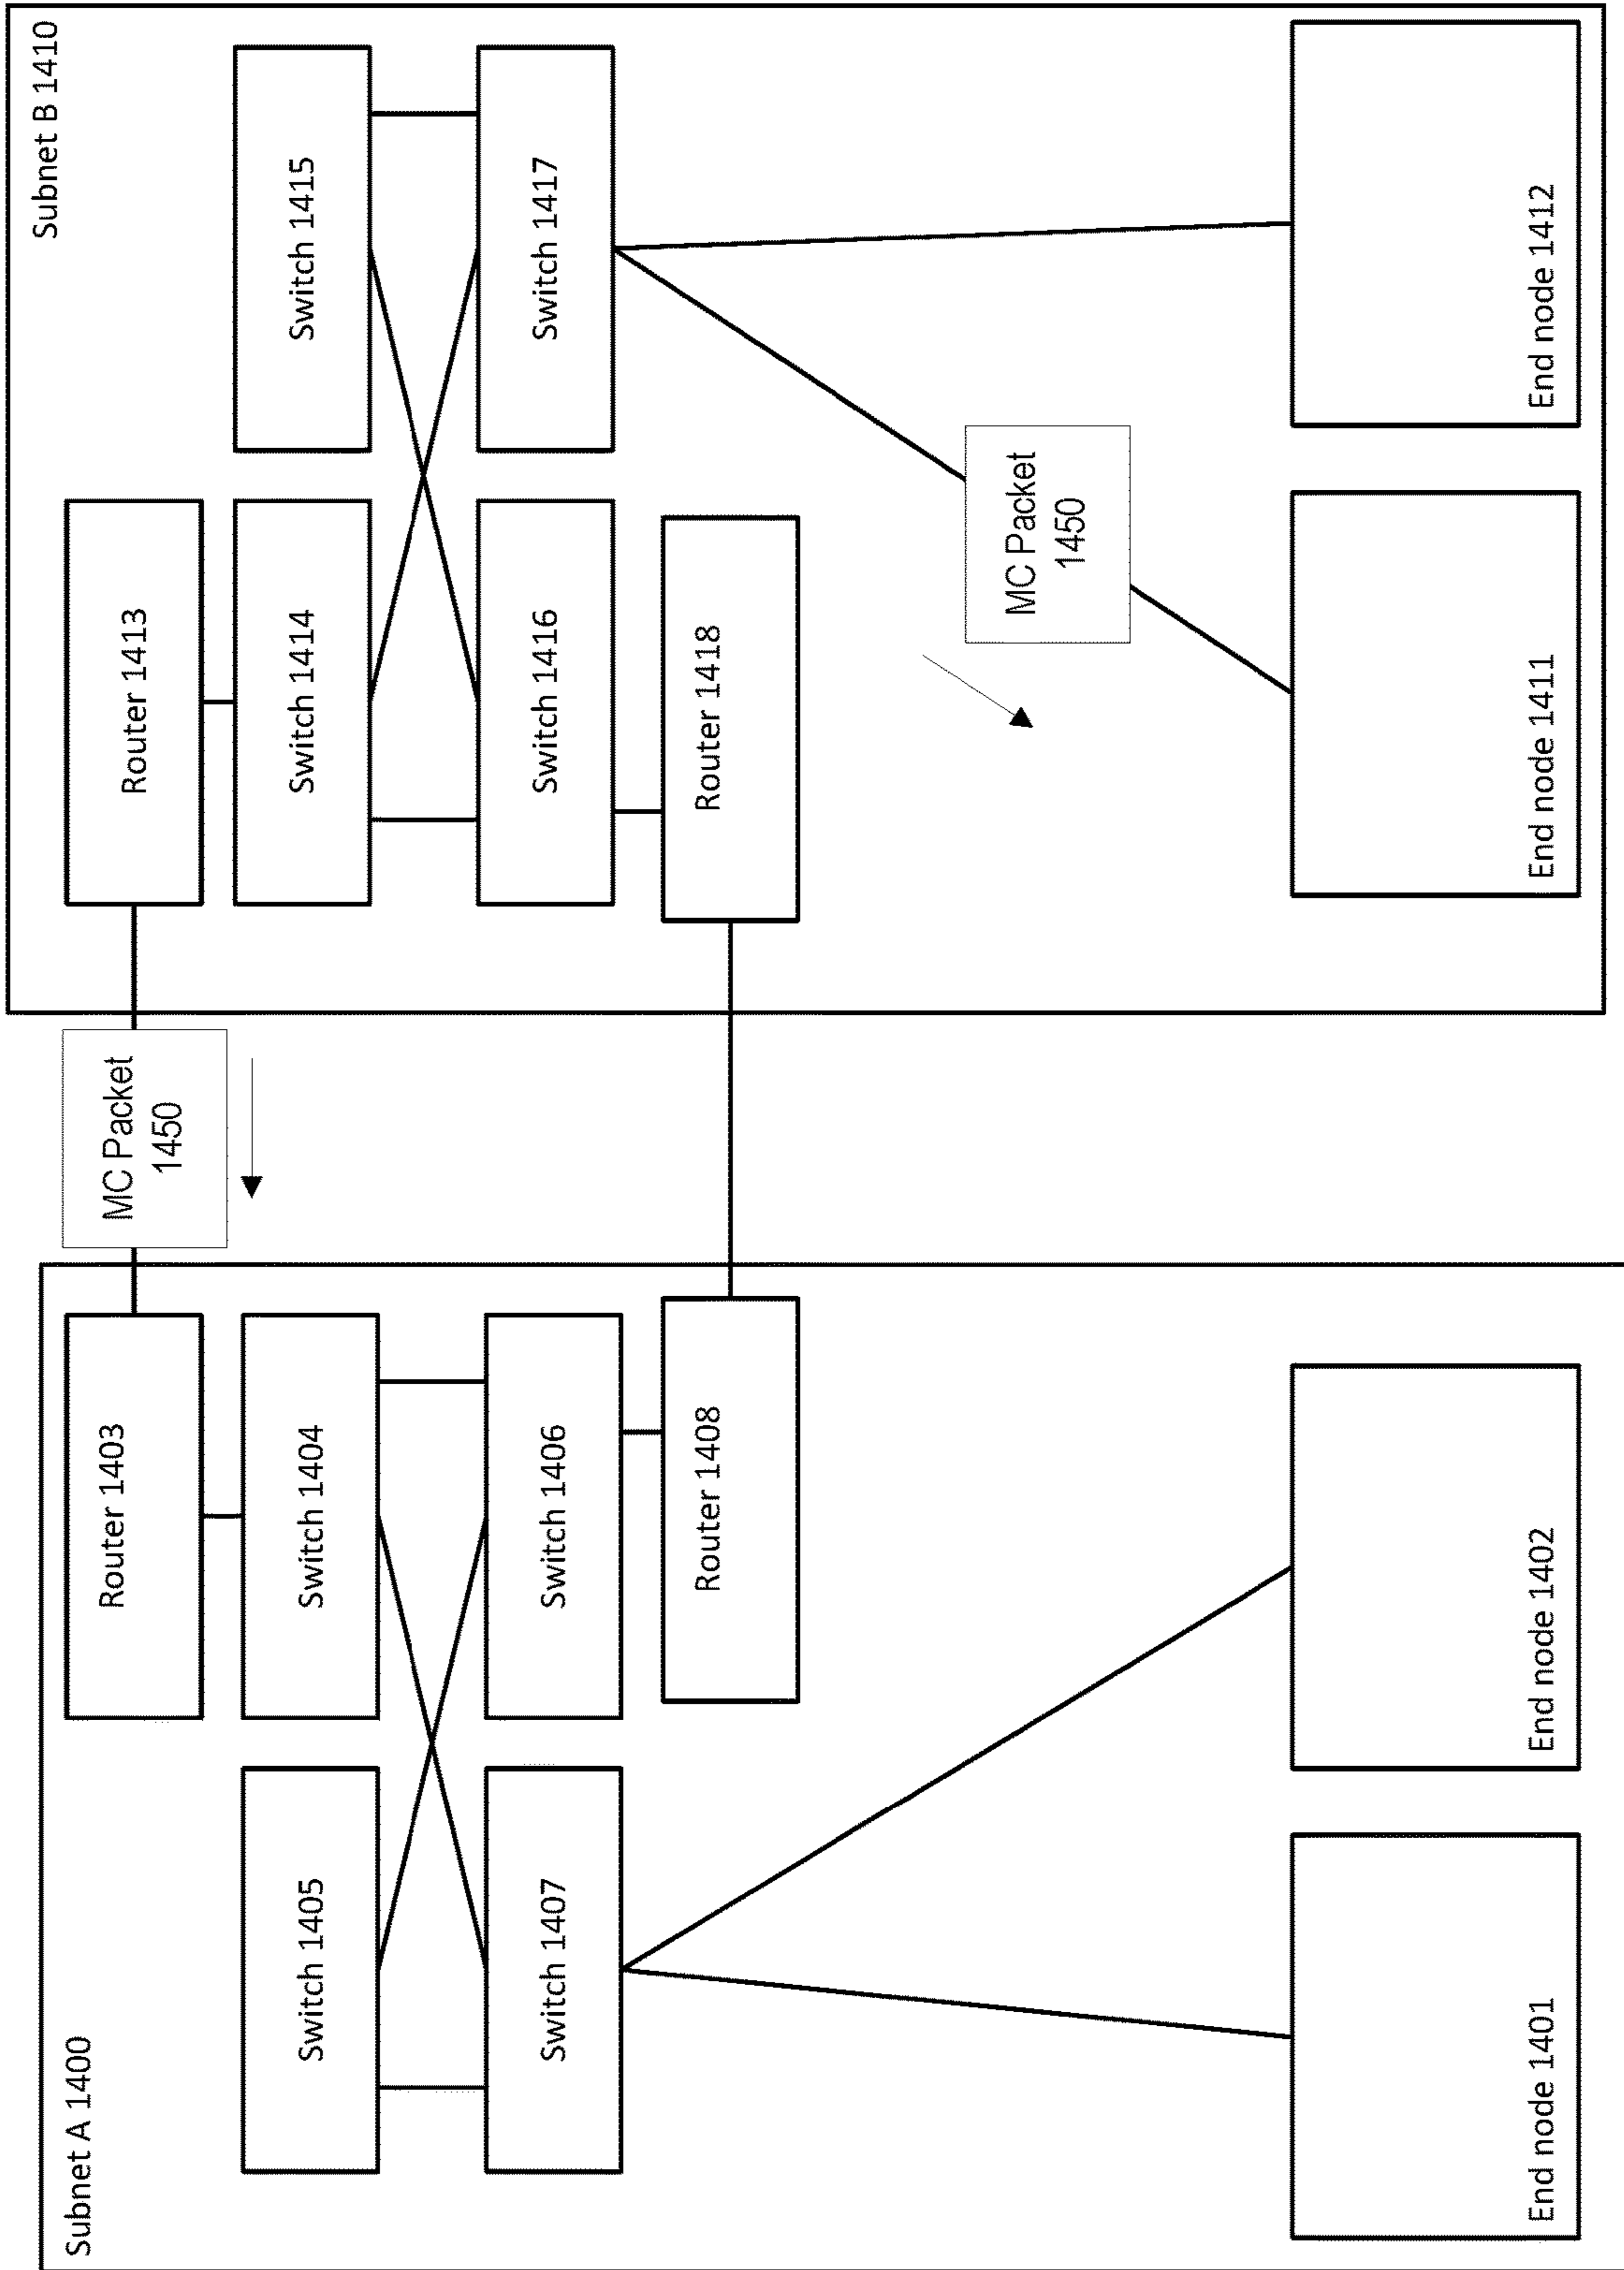 Subnet A 1400
Router 1403
Switch 1405
Switch 1404
Switch 1407
Switch 1406
Router 1408
End node 1401
End node 1402
MC Packet
1450
Subnet B 1410
Router 1413
Switch 1414
Switch 1415
Switch 1416
Switch 1417
Router 1418
MC Packet
1450
End node 1411
End node 1412